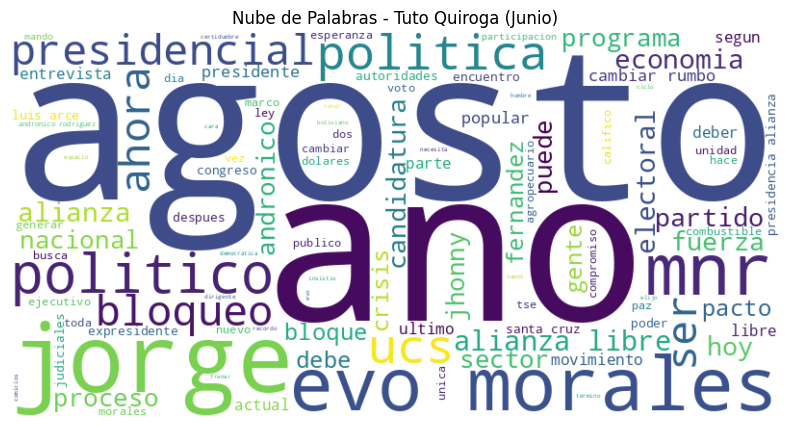 Nube de Palabras - Tuto Quiroga (Junio)
mando certidumbre esperanza participacion segun
presidencial politica programa
entrevista dia presidente autoridades encuentro cambiar rumbo economia
voto
agosto
luis arce ahora marco popular
andronico rodriguez ley dos deber
cara cambiar candidatura puede califico unidad
espacio vez congreso dolares parte agropecuario hace
alianza andronico despues fernandez electoral partido presidencia alianza
generar nacional ano gente fuerza
busca democratica publico compromiso combustible
politico mnr
ejecutivo bloqueo crisis jhonny
judiciales toda expresidente dirigente nuevo bloque ultimo tse santa cruz paz poder ser pacto libre
jorge debe ucs alianza libre hoy
sector movimiento
proceso evo morales
morales actual unica
necesita boliviano hombre ciclo
recorda termino